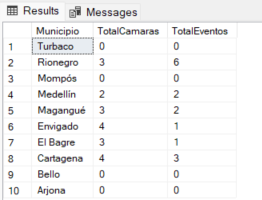 Results Messages
Municipio TotalCamaras TotalEventos
1 Turbaco 0 0
2 Rionegro 3 6
3 Mompós 0 0
4 Medellín 2 2
5 Magangué 3 2
6 Envigado 4 1
7 El Bagre 3 1
8 Cartagena 4 3
9 Bello 0 0
10 Arjona 0 0